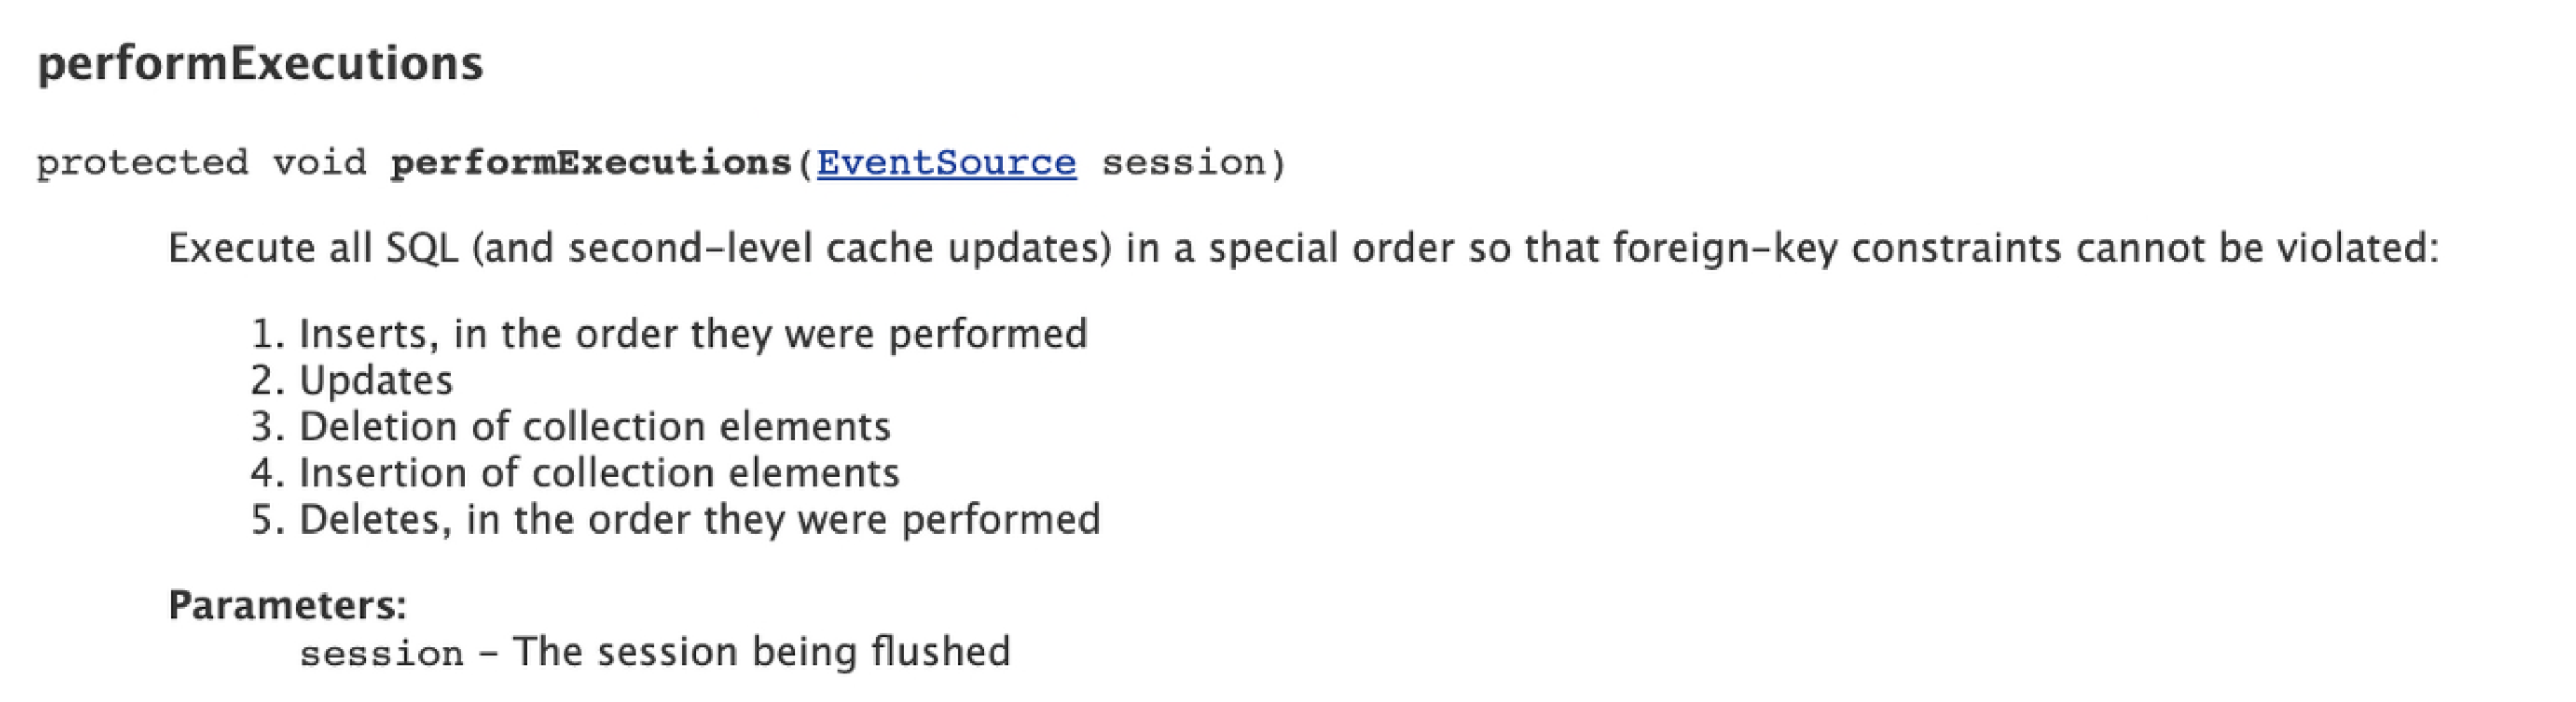 performExecutions
protected void performExecutions(EventSource session)
Execute all SQL (and second-level cache updates) in a special order so that foreign-key constraints cannot be violated:
1. Inserts, in the order they were performed
2. Updates
3. Deletion of collection elements
4. Insertion of collection elements
5. Deletes, in the order they were performed
Parameters:
session - The session being flushed